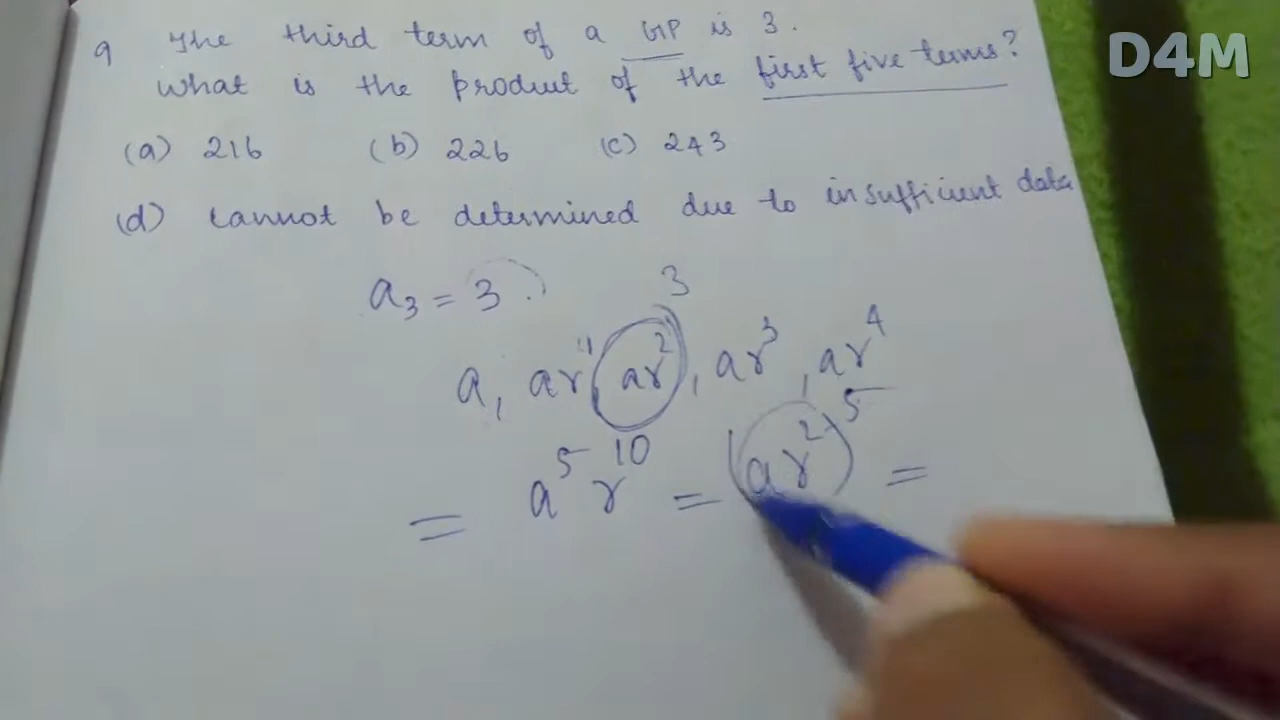 D4M
9 The third term of a GP is 3.
What is the product of the first five terms?
(a) 216 (b) 226 (c) 243
(d) cannot be determined due to insufficient data
a₃ = 3.
3
a, ar¹, ar², ar³, ar⁴
= a⁵ r¹⁰ = (ar²)⁵ =